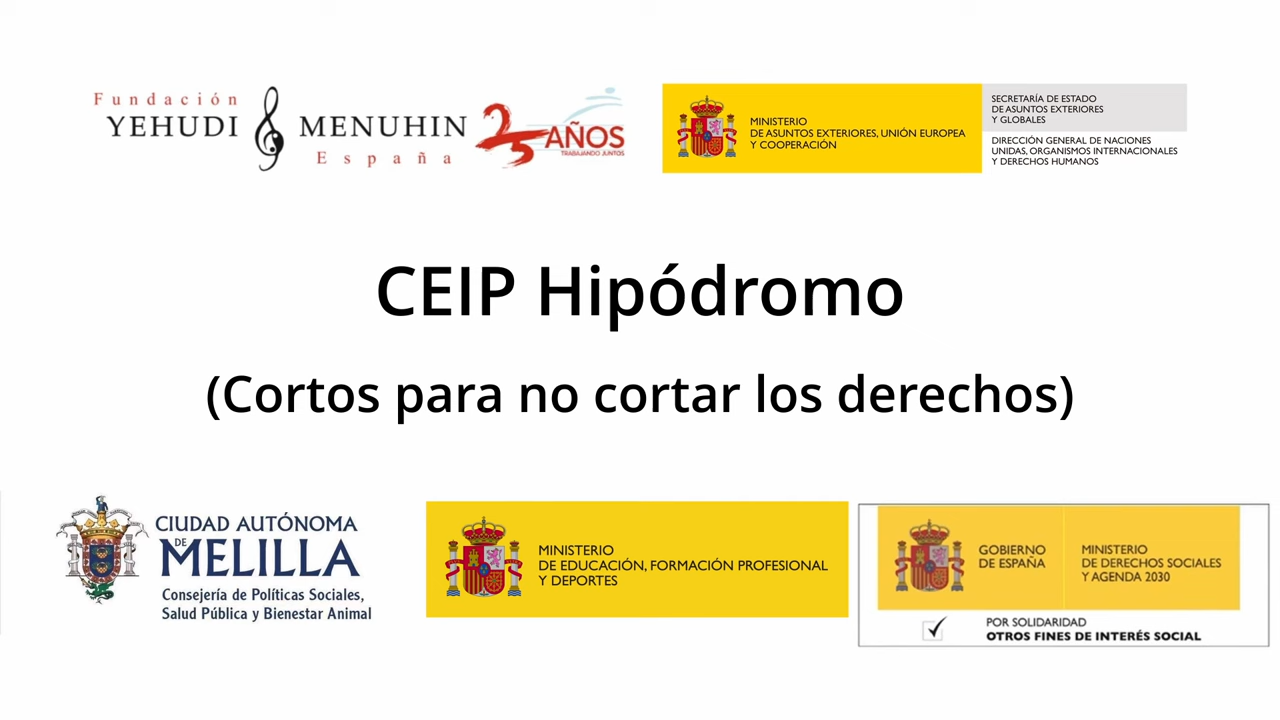 Fundación
YEHUDI MENUHIN
España
25 AÑOS
TRABAJANDO JUNTOS
MINISTERIO
DE ASUNTOS EXTERIORES, UNIÓN EUROPEA
Y COOPERACIÓN
SECRETARÍA DE ESTADO
DE ASUNTOS EXTERIORES
Y GLOBALES
DIRECCIÓN GENERAL DE NACIONES
UNIDAS, ORGANISMOS INTERNACIONALES
Y DERECHOS HUMANOS
CEIP Hipódromo
(Cortos para no cortar los derechos)
CIUDAD AUTÓNOMA
DE MELILLA
Consejería de Políticas Sociales,
Salud Pública y Bienestar Animal
MINISTERIO
DE EDUCACIÓN, FORMACIÓN PROFESIONAL
Y DEPORTES
GOBIERNO
DE ESPAÑA
MINISTERIO
DE DERECHOS SOCIALES
Y AGENDA 2030
POR SOLIDARIDAD
OTROS FINES DE INTERÉS SOCIAL